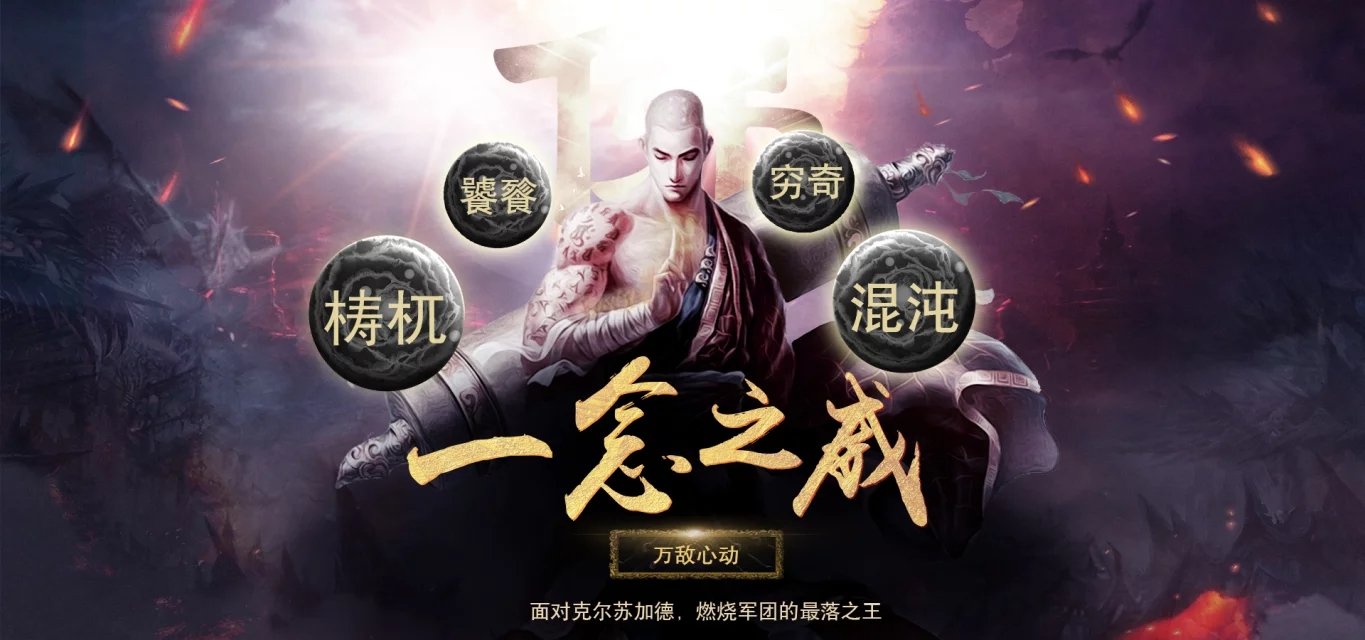 饕餮
穷奇
梼杌
混沌
一念之威
万敌心动
面对克尔苏加德，燃烧军团的最落之王